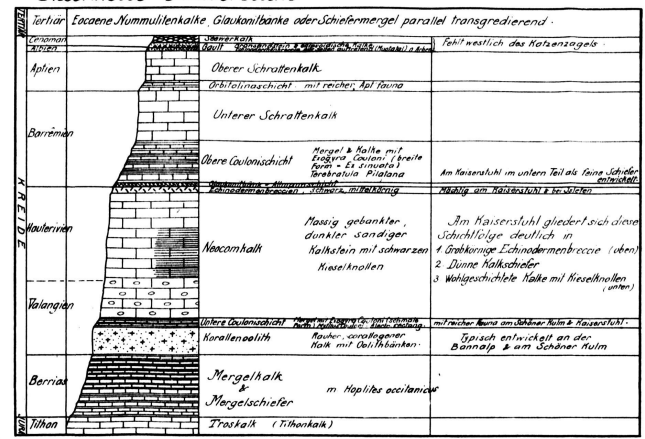 TERTIÄR
Tertiär Eocaene Nummulitenkalke, Glaukonitbänke oder Schiefermergel parallel transgredierend.
KREIDE
Cenoman Seewerkalk
Albien Gault Fehlt westlich des Katzenzagels.
Aptien Oberer Schrattenkalk
Orbitolinaschicht mit reicher, Apt fauna
Barrêmien Unterer Schrattenkalk
Obere Coulonischicht Mergel & Kalke mit
Exogyra Couloni (breite
Form = Ex sinuata)
Terebratula Pilatana
Am Kaiserstuhl im untern Teil als feine Schiefer
entwickelt.
Echinodermenbreccien, schwarz, mittelkörnig Mächtig am Kaiserstuhl & bei Isleten
Hauterivien Neocomkalk
Massig gebankter,
dunkler sandiger
Kalkstein mit schwarzen
Kieselknollen
Am Kaiserstuhl gliedert sich diese
Schichtfolge deutlich in
1. Grobkörnige Echinodermenbreccie (oben)
2 Dünne Kalkschiefer
3 Wohlgeschichtete Kalke mit Kieselknollen
(unten)
Valangien
Untere Coulonischicht mit reicher Fauna am Schöner Kulm & Kaiserstuhl.
Korallenoolith Rauher, corallogener
Kalk mit Oolithbänken.
Typisch entwickelt an der
Bannalp & am Schöner Kulm
Berrias Mergelkalk
&
Mergelschiefer
m Hoplites occitanicus
JURA
Tithon Troskalk (Tithonkalk)